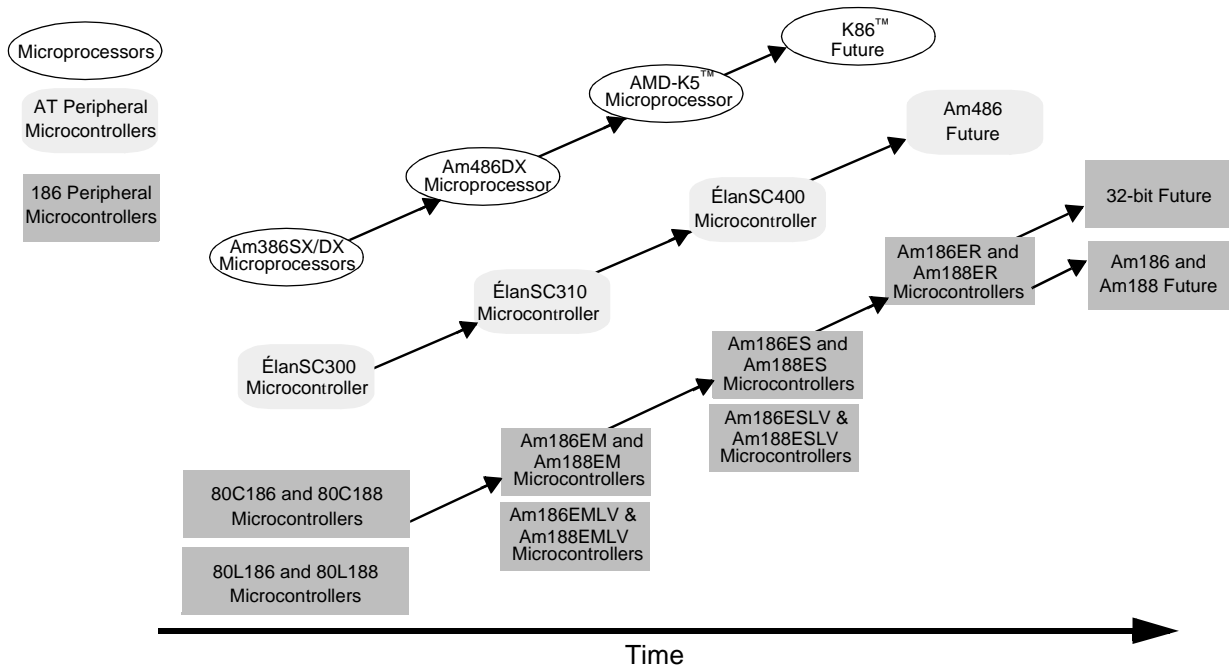 Microprocessors
AT Peripheral
Microcontrollers
186 Peripheral
Microcontrollers
K86™
Future
AMD-K5™
Microprocessor
Am486DX
Microprocessor
Am386SX/DX
Microprocessors
Am486
Future
ÉlanSC400
Microcontroller
ÉlanSC310
Microcontroller
ÉlanSC300
Microcontroller
32-bit Future
Am186 and
Am188 Future
Am186ER and
Am188ER
Microcontrollers
Am186ES and
Am188ES
Microcontrollers
Am186ESLV &
Am188ESLV
Microcontrollers
Am186EM and
Am188EM
Microcontrollers
Am186EMLV &
Am188EMLV
Microcontrollers
80C186 and 80C188
Microcontrollers
80L186 and 80L188
Microcontrollers
Time